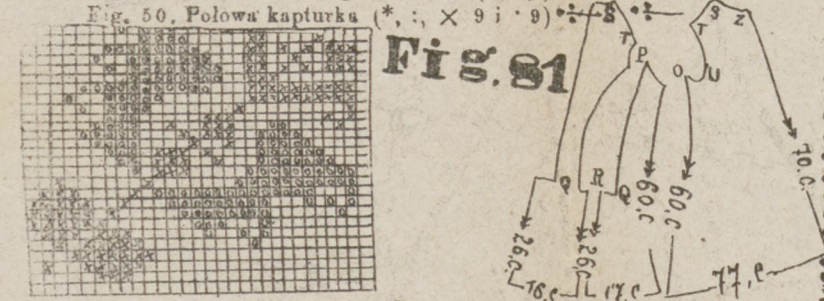 Fig. 50. Połowa kapturka (*, :, × 9 i · 9)
Fig. 81
S S Z
T T
P O U
Q R Q
60,c 60,c 70.c.
26,c. 26,c
16,c 17,c 77,c